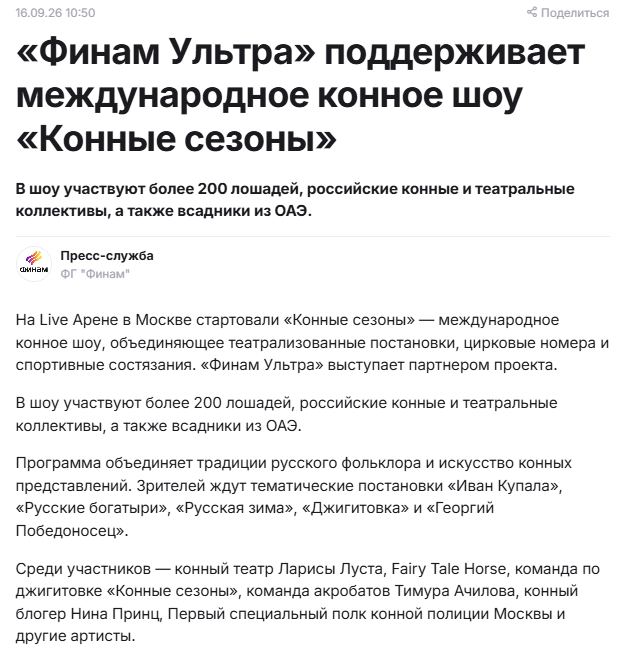 16.09.26 10:50
Поделиться
«Финам Ультра» поддерживает
международное конное шоу
«Конные сезоны»
В шоу участвуют более 200 лошадей, российские конные и театральные
коллективы, а также всадники из ОАЭ.
ФИНАМ
Пресс-служба
ФГ "Финам"
На Live Арене в Москве стартовали «Конные сезоны» — международное
конное шоу, объединяющее театрализованные постановки, цирковые номера и
спортивные состязания. «Финам Ультра» выступает партнером проекта.
В шоу участвуют более 200 лошадей, российские конные и театральные
коллективы, а также всадники из ОАЭ.
Программа объединяет традиции русского фольклора и искусство конных
представлений. Зрителей ждут тематические постановки «Иван Купала»,
«Русские богатыри», «Русская зима», «Джигитовка» и «Георгий
Победоносец».
Среди участников — конный театр Ларисы Луста, Fairy Tale Horse, команда по
джигитовке «Конные сезоны», команда акробатов Тимура Ачилова, конный
блогер Нина Принц, Первый специальный полк конной полиции Москвы и
другие артисты.